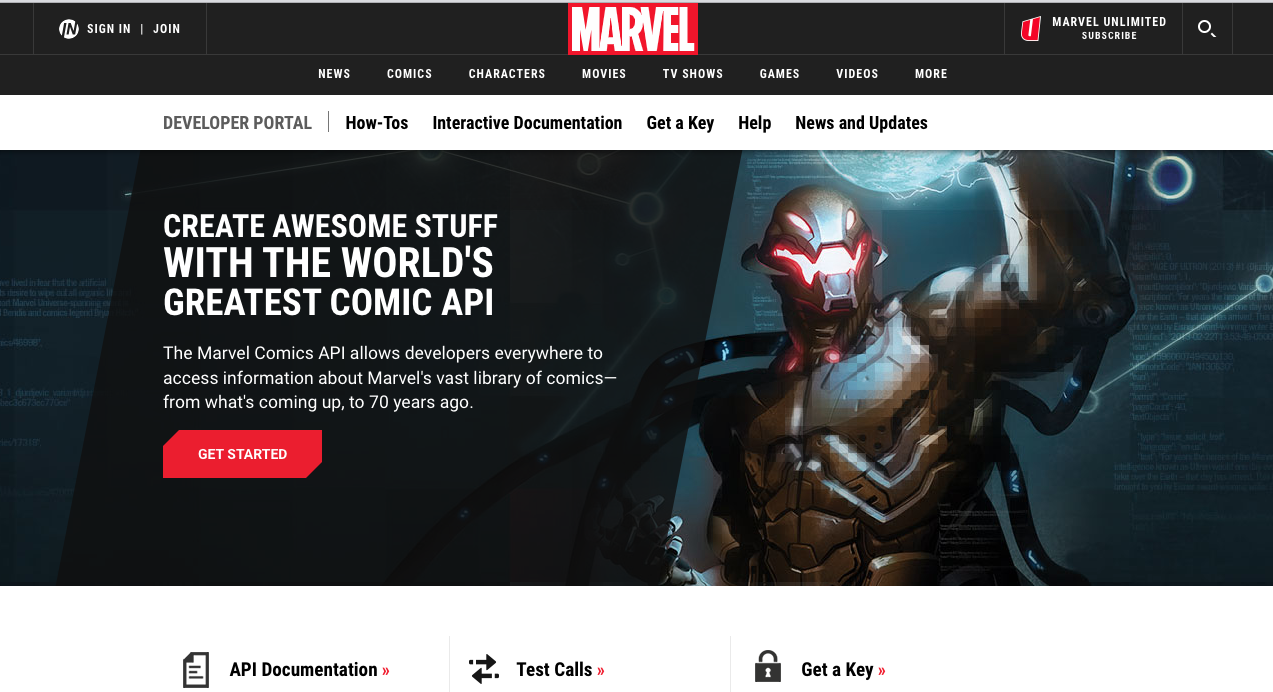 SIGN IN | JOIN
MARVEL
MARVEL UNLIMITED
SUBSCRIBE
NEWS COMICS CHARACTERS MOVIES TV SHOWS GAMES VIDEOS MORE
DEVELOPER PORTAL How-Tos Interactive Documentation Get a Key Help News and Updates
CREATE AWESOME STUFF
WITH THE WORLD'S
GREATEST COMIC API
The Marvel Comics API allows developers everywhere to
access information about Marvel's vast library of comics—
from what's coming up, to 70 years ago.
GET STARTED
API Documentation »
Test Calls »
Get a Key »